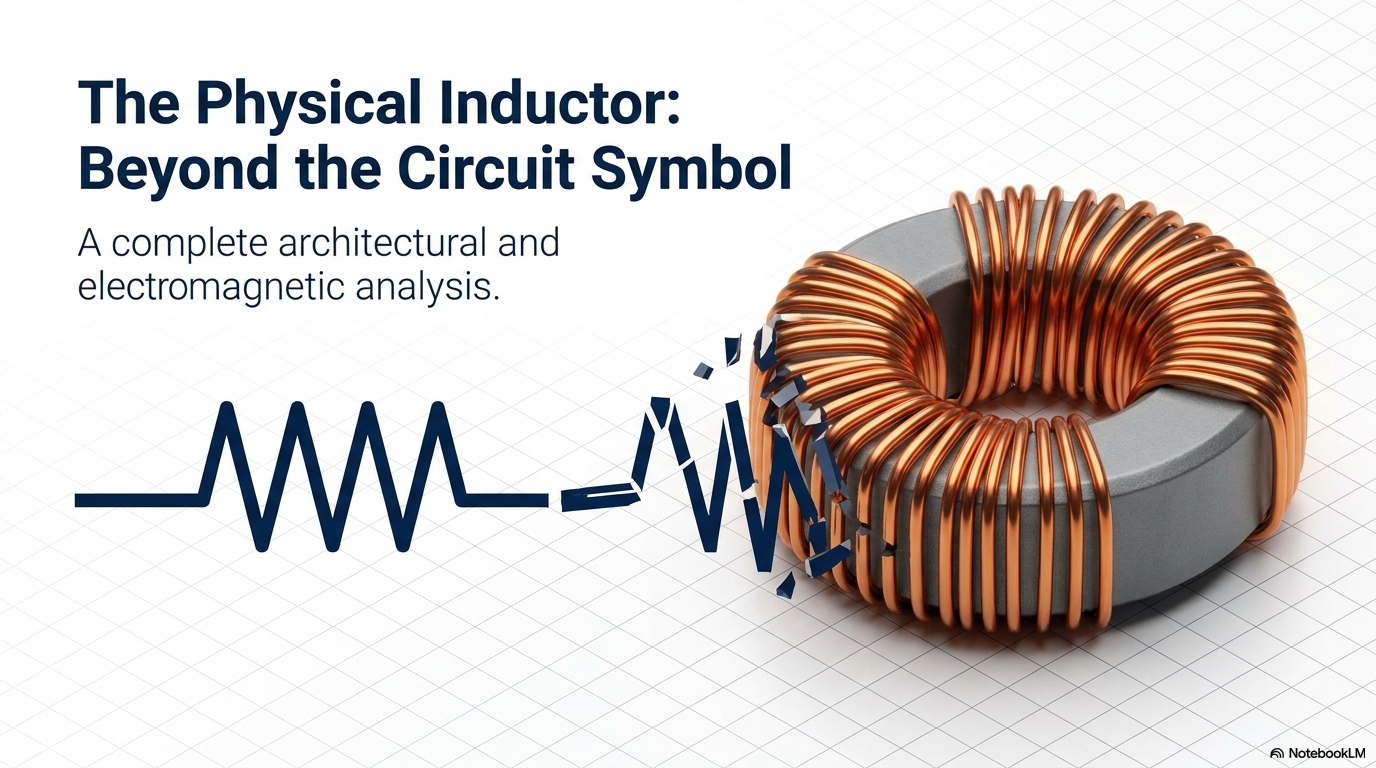 The Physical Inductor:
Beyond the Circuit Symbol
A complete architectural and
electromagnetic analysis.
NotebookLM